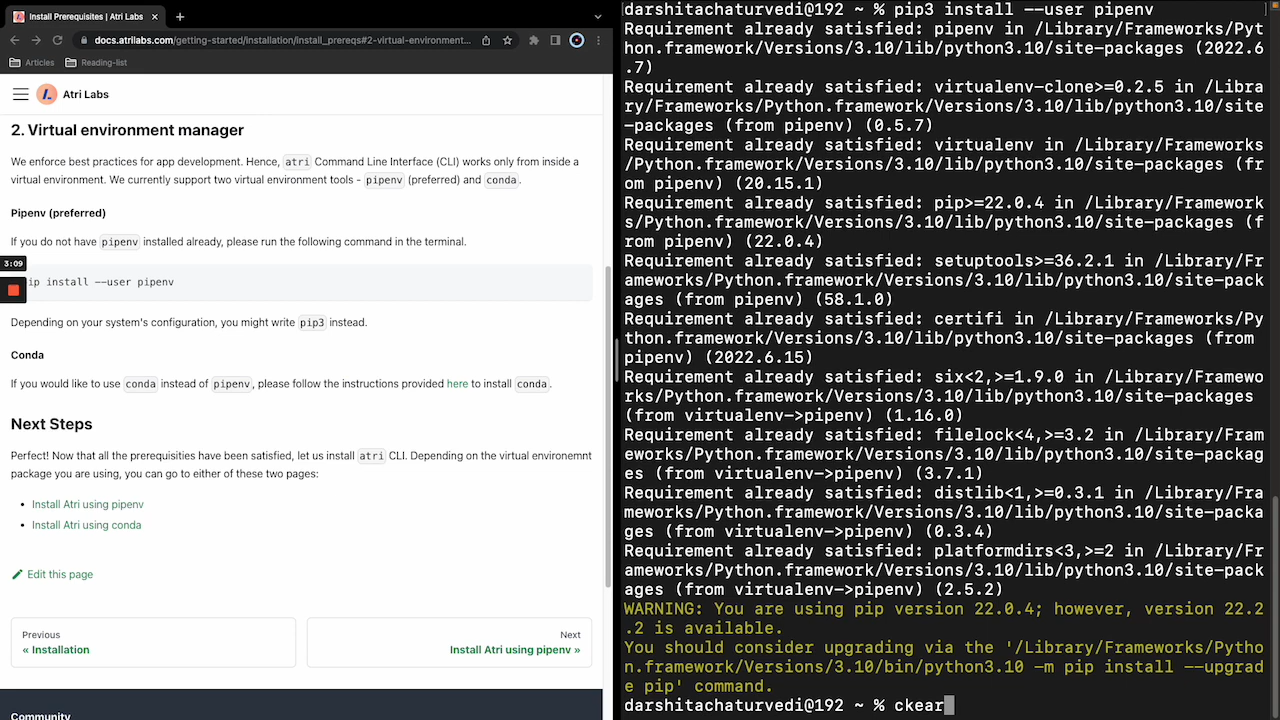 Install Prerequisites | Atri Labs
docs.atrilabs.com/getting-started/installation/install_prereqs#2-virtual-environment...
Articles
Reading-list
Atri Labs
2. Virtual environment manager
We enforce best practices for app development. Hence, atri Command Line Interface (CLI) works only from inside a
virtual environment. We currently support two virtual environment tools - pipenv (preferred) and conda.
Pipenv (preferred)
If you do not have pipenv installed already, please run the following command in the terminal.
3:09
ip install --user pipenv
Depending on your system's configuration, you might write pip3 instead.
Conda
If you would like to use conda instead of pipenv, please follow the instructions provided here to install conda.
Next Steps
Perfect! Now that all the prerequisities have been satisfied, let us install atri CLI. Depending on the virtual environemnt
package you are using, you can go to either of these two pages:
• Install Atri using pipenv
• Install Atri using conda
Edit this page
Previous
« Installation
Next
Install Atri using pipenv »
Community
darshitachaturvedi@192 ~ % pip3 install --user pipenv
Requirement already satisfied: pipenv in /Library/Frameworks/Pyt
hon.framework/Versions/3.10/lib/python3.10/site-packages (2022.6
.7)
Requirement already satisfied: virtualenv-clone>=0.2.5 in /Libra
ry/Frameworks/Python.framework/Versions/3.10/lib/python3.10/site
-packages (from pipenv) (0.5.7)
Requirement already satisfied: virtualenv in /Library/Frameworks
/Python.framework/Versions/3.10/lib/python3.10/site-packages (fr
om pipenv) (20.15.1)
Requirement already satisfied: pip>=22.0.4 in /Library/Framework
s/Python.framework/Versions/3.10/lib/python3.10/site-packages (f
rom pipenv) (22.0.4)
Requirement already satisfied: setuptools>=36.2.1 in /Library/Fr
ameworks/Python.framework/Versions/3.10/lib/python3.10/site-pack
ages (from pipenv) (58.1.0)
Requirement already satisfied: certifi in /Library/Frameworks/Py
thon.framework/Versions/3.10/lib/python3.10/site-packages (from
pipenv) (2022.6.15)
Requirement already satisfied: six<2,>=1.9.0 in /Library/Framewo
rks/Python.framework/Versions/3.10/lib/python3.10/site-packages
(from virtualenv->pipenv) (1.16.0)
Requirement already satisfied: filelock<4,>=3.2 in /Library/Fram
eworks/Python.framework/Versions/3.10/lib/python3.10/site-packag
es (from virtualenv->pipenv) (3.7.1)
Requirement already satisfied: distlib<1,>=0.3.1 in /Library/Fra
meworks/Python.framework/Versions/3.10/lib/python3.10/site-packa
ges (from virtualenv->pipenv) (0.3.4)
Requirement already satisfied: platformdirs<3,>=2 in /Library/Fr
ameworks/Python.framework/Versions/3.10/lib/python3.10/site-pack
ages (from virtualenv->pipenv) (2.5.2)
WARNING: You are using pip version 22.0.4; however, version 22.2
.2 is available.
You should consider upgrading via the '/Library/Frameworks/Pytho
n.framework/Versions/3.10/bin/python3.10 -m pip install --upgrad
e pip' command.
darshitachaturvedi@192 ~ % ckear